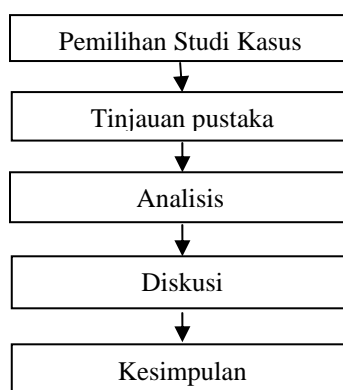 Pemilihan Studi Kasus
Tinjauan pustaka
Analisis
Diskusi
Kesimpulan